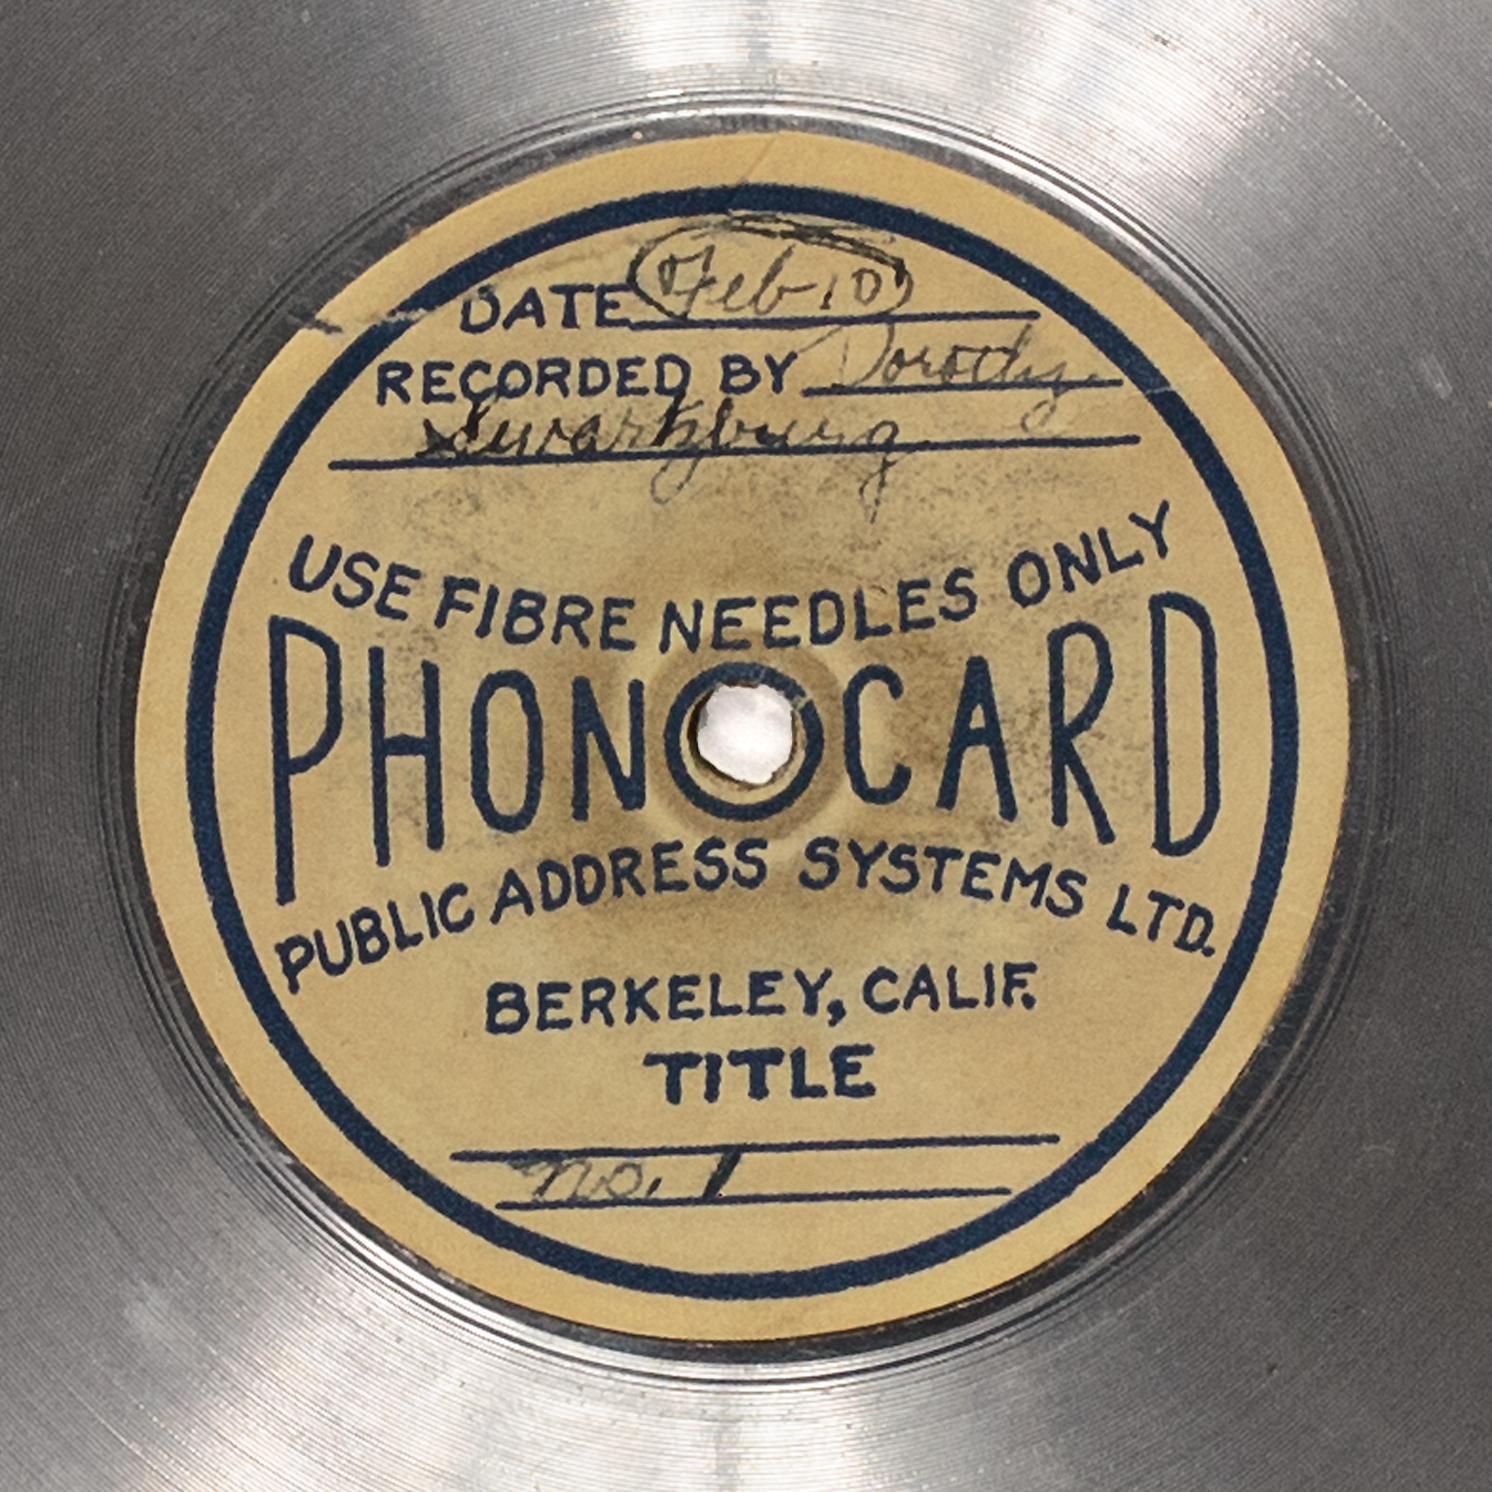 DATE Feb 10
RECORDED BY Dorothy
USE FIBRE NEEDLES ONLY
PHONOCARD
PUBLIC ADDRESS SYSTEMS LTD.
BERKELEY, CALIF.
TITLE
no. 1